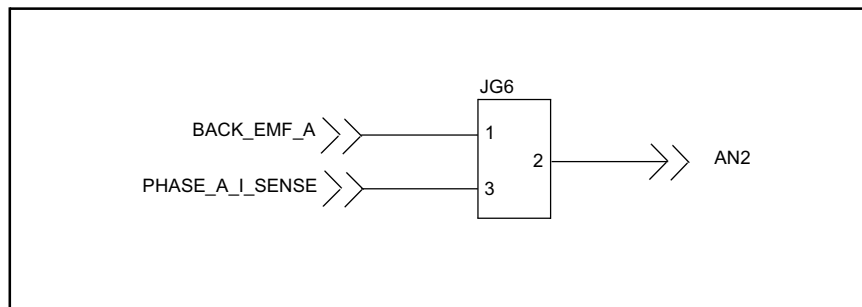 JG6
BACK_EMF_A
1
2
AN2
PHASE_A_I_SENSE
3